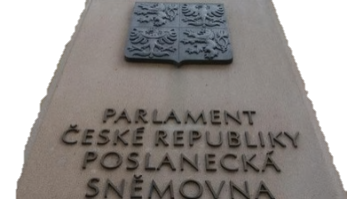 PARLAMENT
ČESKÉ REPUBLIKY
POSLANECKÁ
SNĚMOVNA